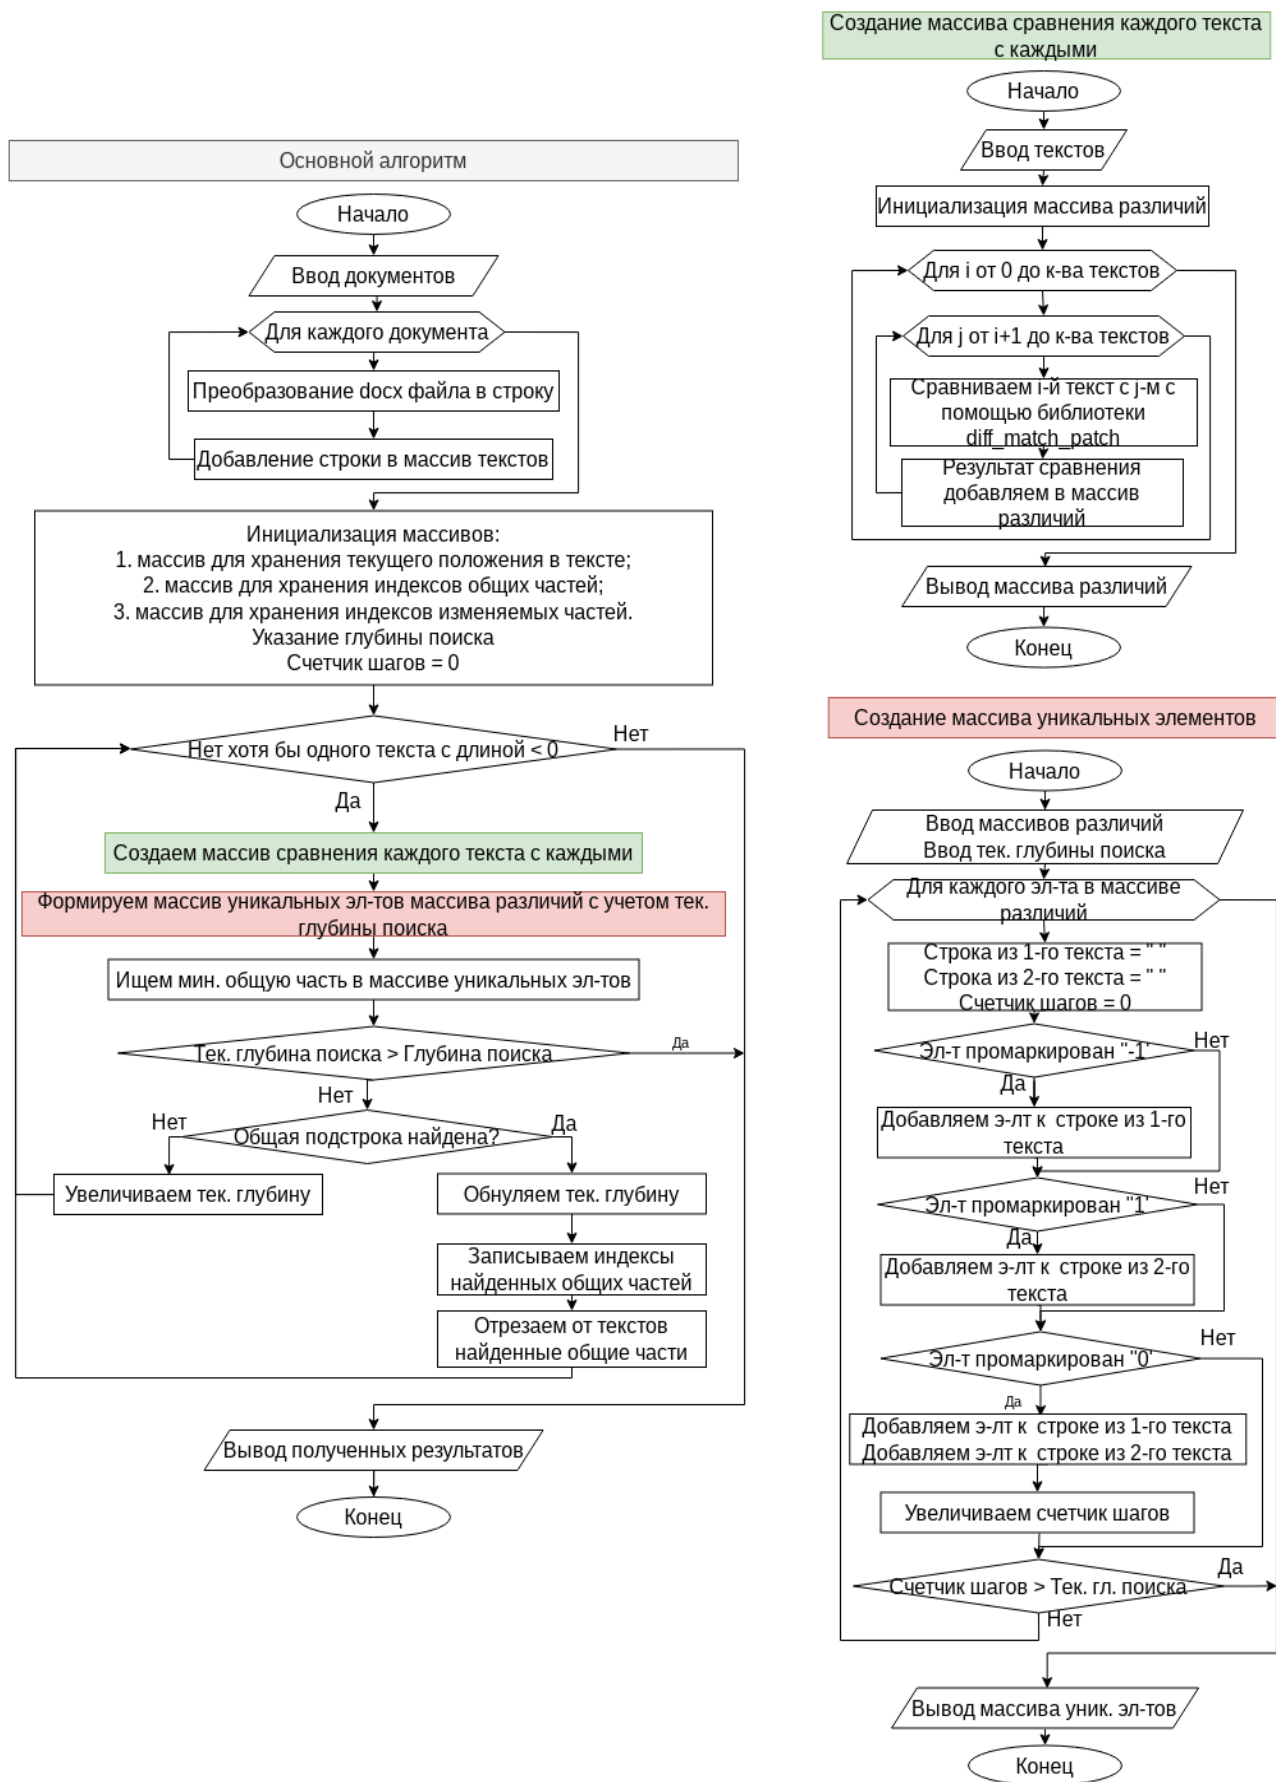 Основной алгоритм
Начало
Ввод документов
Для каждого документа
Преобразование docx файла в строку
Добавление строки в массив текстов
Инициализация массивов:
1. массив для хранения текущего положения в тексте;
2. массив для хранения индексов общих частей;
3. массив для хранения индексов изменяемых частей.
Указание глубины поиска
Счетчик шагов = 0
Нет хотя бы одного текста с длиной < 0
Нет
Да
Создаем массив сравнения каждого текста с каждыми
Формируем массив уникальных эл-тов массива различий с учетом тек.
глубины поиска
Ищем мин. общую часть в массиве уникальных эл-тов
Тек. глубина поиска > Глубина поиска
Да
Нет
Общая подстрока найдена?
Нет
Да
Увеличиваем тек. глубину
Обнуляем тек. глубину
Записываем индексы
найденных общих частей
Отрезаем от текстов
найденные общие части
Вывод полученных результатов
Конец
Создание массива сравнения каждого текста
с каждыми
Начало
Ввод текстов
Инициализация массива различий
Для i от 0 до к-ва текстов
Для j от i+1 до к-ва текстов
Сравниваем i-й текст с j-м с
помощью библиотеки
diff_match_patch
Результат сравнения
добавляем в массив
различий
Вывод массива различий
Конец
Создание массива уникальных элементов
Начало
Ввод массивов различий
Ввод тек. глубины поиска
Для каждого эл-та в массиве
различий
Строка из 1-го текста = " "
Строка из 2-го текста = " "
Счетчик шагов = 0
Эл-т промаркирован "-1'
Нет
Да
Добавляем э-лт к строке из 1-го
текста
Эл-т промаркирован "1'
Нет
Да
Добавляем э-лт к строке из 2-го
текста
Эл-т промаркирован "0'
Нет
Да
Добавляем э-лт к строке из 1-го текста
Добавляем э-лт к строке из 2-го текста
Увеличиваем счетчик шагов
Счетчик шагов > Тек. гл. поиска
Да
Нет
Вывод массива уник. эл-тов
Конец